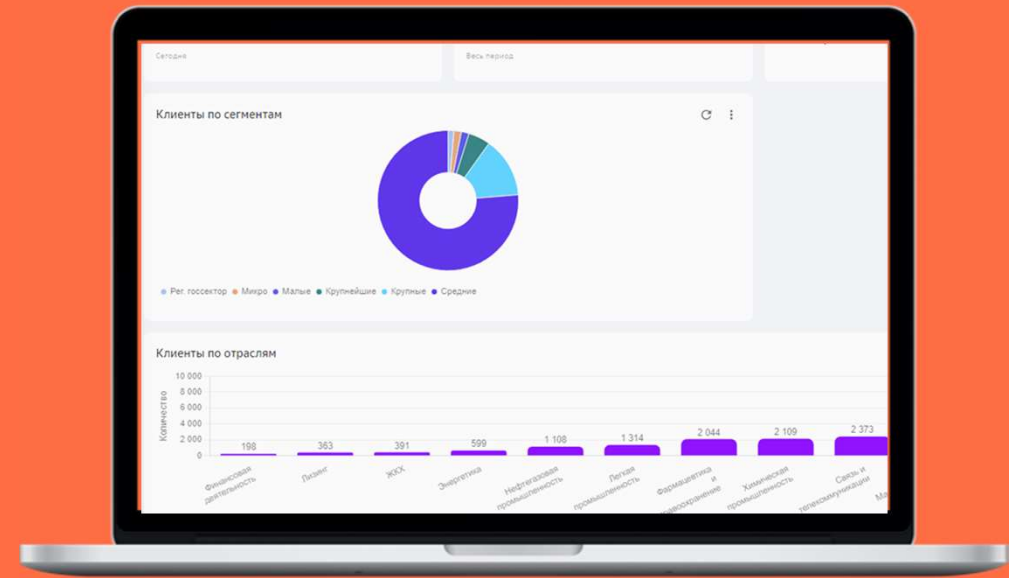 Сегодня
Весь период
Клиенты по сегментам
Рег. госсектор Микро Малые Крупнейшие Крупные Средние
Клиенты по отраслям
Количество
10 000
8 000
6 000
4 000
2 000
0
198 363 391 599 1 108 1 314 2 044 2 109 2 373
Финансовая
деятельность
Лизинг
ЖКХ
Энергетика
Нефтегазовая
промышленность
Легкая
промышленность
Фармацевтика
и
Химическая
промышленность
Связь и
телекоммуникации